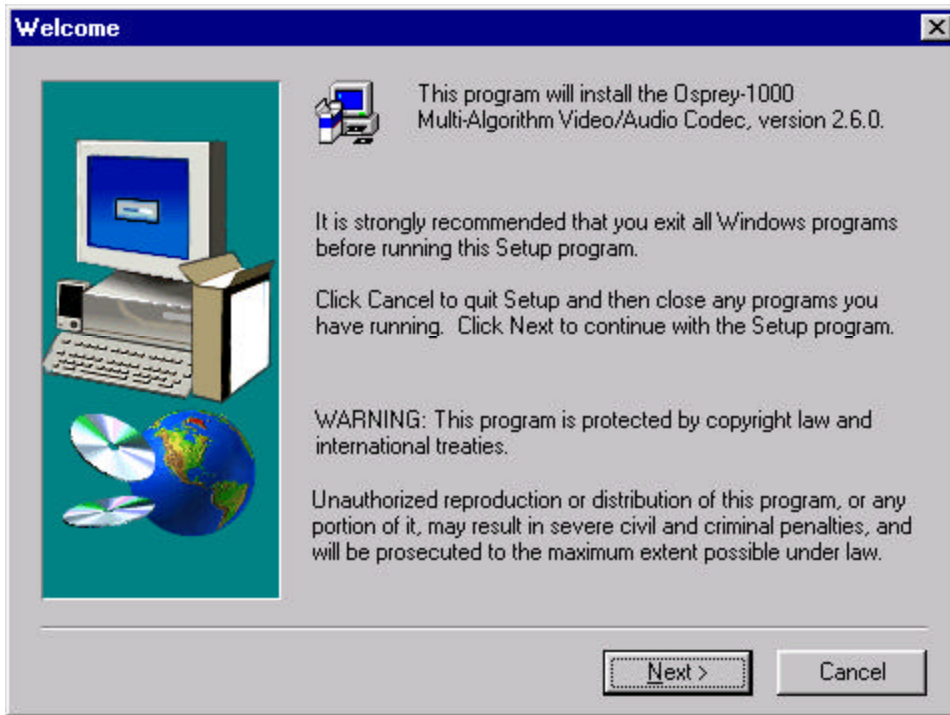 Welcome
This program will install the Osprey-1000
Multi-Algorithm Video/Audio Codec, version 2.6.0.
It is strongly recommended that you exit all Windows programs
before running this Setup program.
Click Cancel to quit Setup and then close any programs you
have running.  Click Next to continue with the Setup program.
WARNING: This program is protected by copyright law and
international treaties.
Unauthorized reproduction or distribution of this program, or any
portion of it, may result in severe civil and criminal penalties, and
will be prosecuted to the maximum extent possible under law.
Next >
Cancel